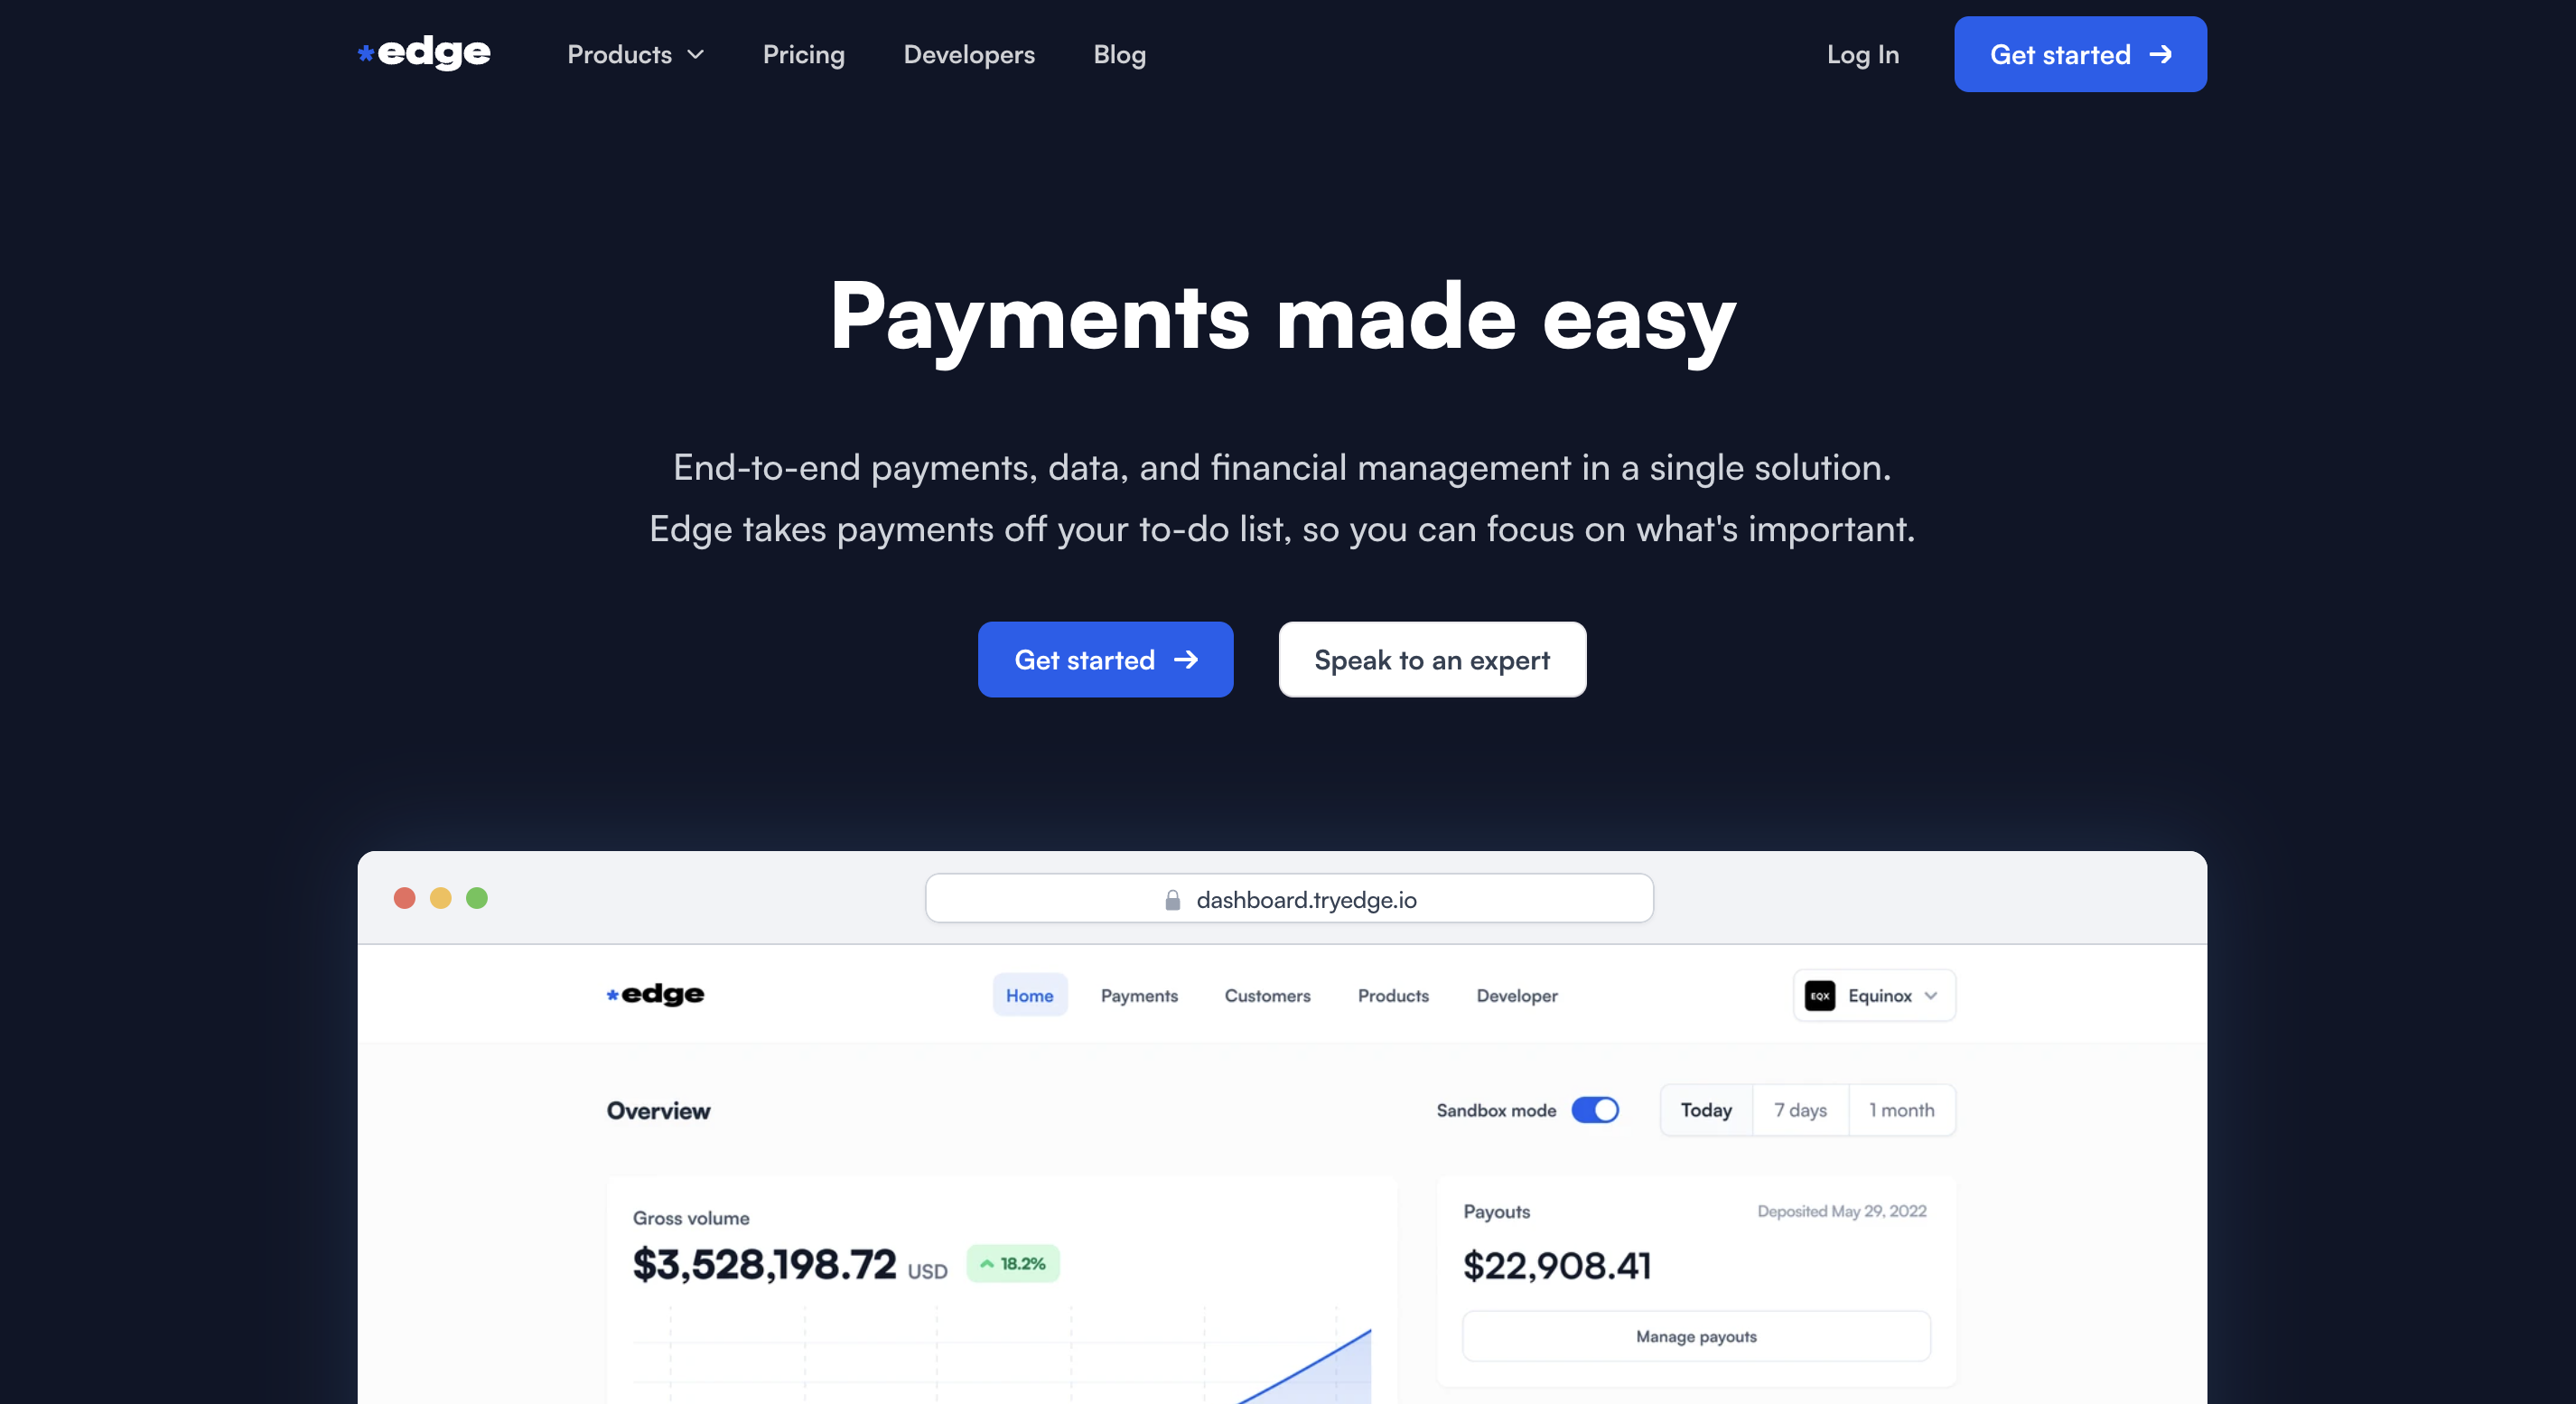 *edge
Products
Pricing
Developers
Blog
Log In
Get started →
Payments made easy
End-to-end payments, data, and financial management in a single solution.
Edge takes payments off your to-do list, so you can focus on what's important.
Get started →
Speak to an expert
dashboard.tryedge.io
*edge
Home
Payments
Customers
Products
Developer
EQX
Equinox
Overview
Sandbox mode
Today
7 days
1 month
Gross volume
$3,528,198.72 USD
18.2%
Payouts
Deposited May 29, 2022
$22,908.41
Manage payouts